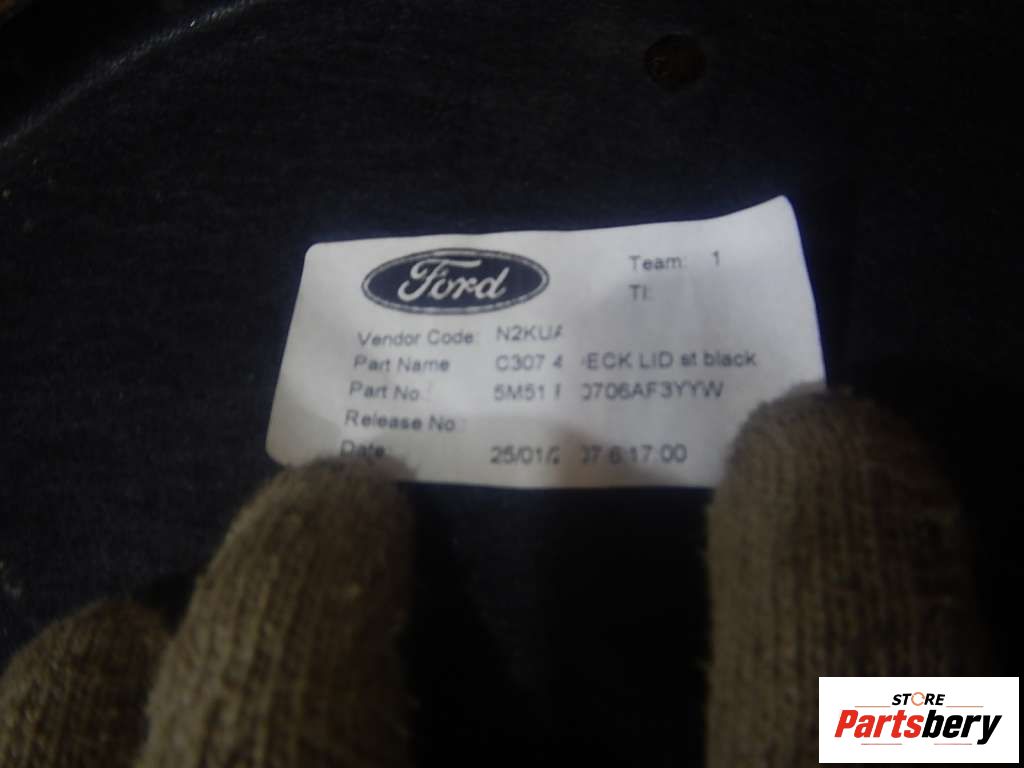 Ford
Team: 1
TI:
Vendor Code: N2KUA
Part Name C307 4 DECK LID st black
Part No.: 5M51 F 0706AF3YYW
Release No :
Date: 25/01/2 07 6 17:00
STORE
Partsbery